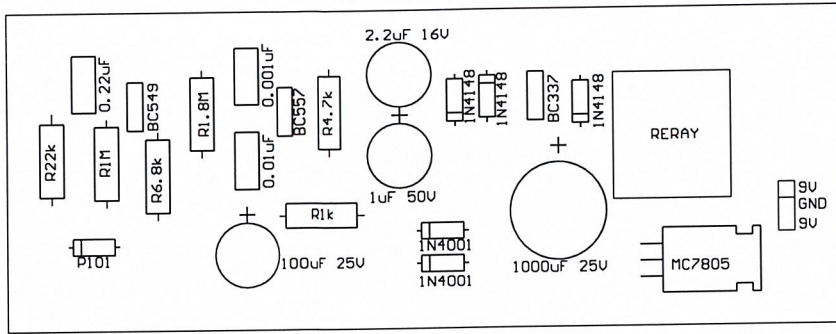 2.2uF 16V
0.22uF
BC549
R1.8M
0.001uF
BC557
R4.7k
1N4148
1N4148
BC337
1N4148
RERAY
R22k
R1M
R6.8k
0.01uF
1uF 50V
9V
GND
9V
R1k
P101
100uF 25V
1N4001
1N4001
1000uF 25V
MC7805